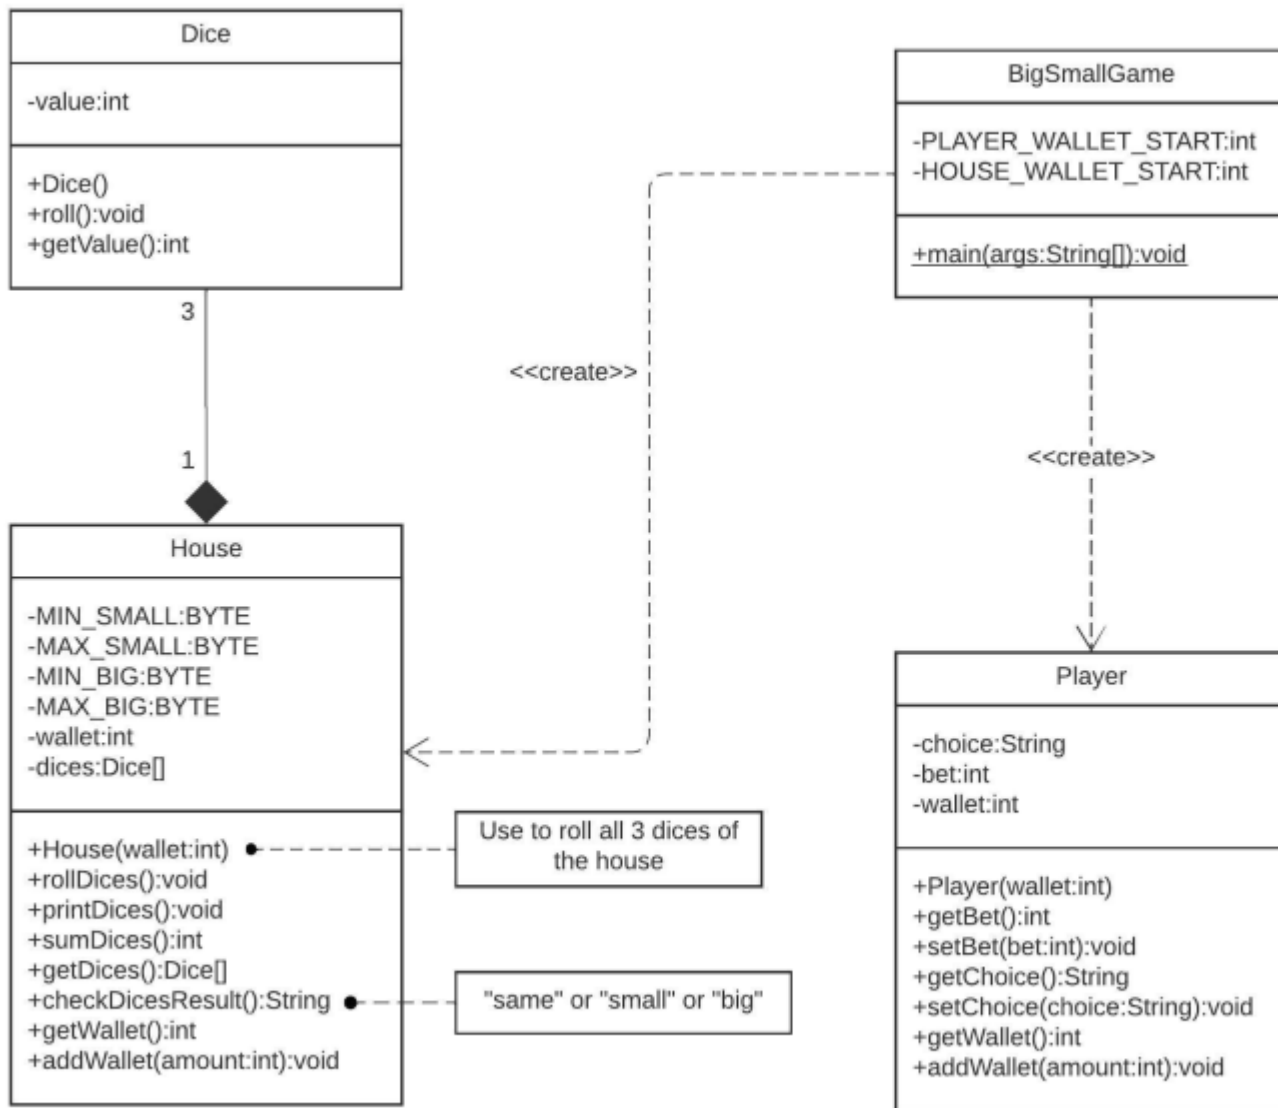 Dice
-value:int
+Dice()
+roll():void
+getValue():int
3
1
House
-MIN_SMALL:BYTE
-MAX_SMALL:BYTE
-MIN_BIG:BYTE
-MAX_BIG:BYTE
-wallet:int
-dices:Dice[]
+House(wallet:int)
+rollDices():void
+printDices():void
+sumDices():int
+getDices():Dice[]
+checkDicesResult():String
+getWallet():int
+addWallet(amount:int):void
Use to roll all 3 dices of
the house
"same" or "small" or "big"
<<create>>
BigSmallGame
-PLAYER_WALLET_START:int
-HOUSE_WALLET_START:int
+main(args:String[]):void
<<create>>
Player
-choice:String
-bet:int
-wallet:int
+Player(wallet:int)
+getBet():int
+setBet(bet:int):void
+getChoice():String
+setChoice(choice:String):void
+getWallet():int
+addWallet(amount:int):void